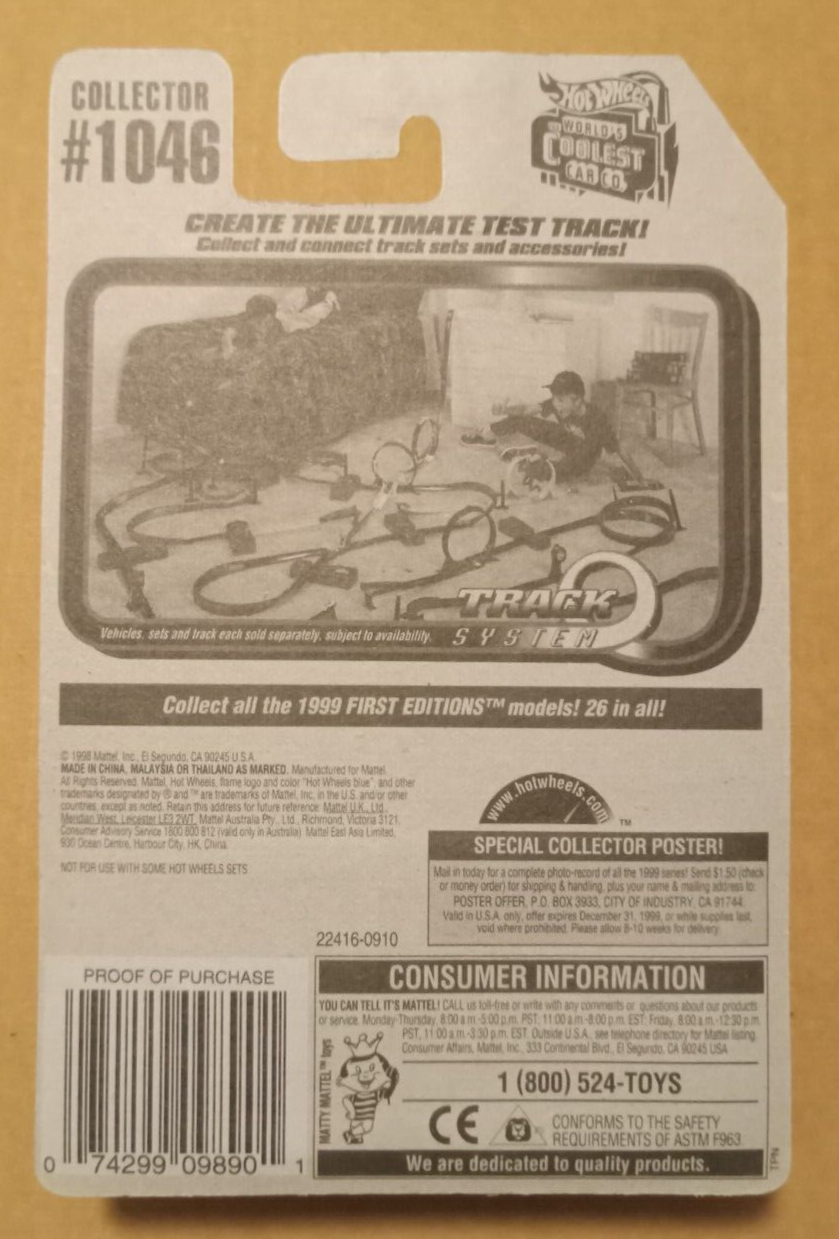 COLLECTOR
#1046
HOT WHEELS
WORLD'S
COOLEST
CAR CO.
CREATE THE ULTIMATE TEST TRACK!
Collect and connect track sets and accessories!
TRACK
SYSTEM
Vehicles, sets and track each sold separately, subject to availability.
Collect all the 1999 FIRST EDITIONS™ models! 26 in all!
© 1998 Mattel, Inc., El Segundo, CA 90245 U.S.A.
MADE IN CHINA, MALAYSIA OR THAILAND AS MARKED. Manufactured for Mattel.
All Rights Reserved. Mattel, Hot Wheels, flame logo and color "Hot Wheels blue", and other
trademarks designated by ® and ™ are trademarks of Mattel, Inc. in the U.S. and/or other
countries, except as noted. Retain this address for future reference: Mattel U.K., Ltd.,
Meridian West, Leicester LE3 2WT. Mattel Australia Pty., Ltd., Richmond, Victoria 3121.
Consumer Advisory Service 1800 800 812 (valid only in Australia). Mattel East Asia Limited,
930 Ocean Centre, Harbour City, HK, China.
NOT FOR USE WITH SOME HOT WHEELS SETS
22416-0910
www.hotwheels.com™
SPECIAL COLLECTOR POSTER!
Mail in today for a complete photo-record of all the 1999 series! Send $1.50 (check
or money order) for shipping & handling, plus your name & mailing address to:
POSTER OFFER, P.O. BOX 3933, CITY OF INDUSTRY, CA 91744.
Valid in U.S.A. only, offer expires December 31, 1999, or while supplies last,
void where prohibited. Please allow 8-10 weeks for delivery.
PROOF OF PURCHASE
0 74299 09890 1
CONSUMER INFORMATION
YOU CAN TELL IT'S MATTEL! CALL us toll-free or write with any comments or questions about our products
or service. Monday-Thursday, 8:00 a.m.-5:00 p.m. PST; 11:00 a.m.-8:00 p.m. EST; Friday, 8:00 a.m.-12:30 p.m.
PST, 11:00 a.m.-3:30 p.m. EST. Outside U.S.A., see telephone directory for Mattel listing.
Consumer Affairs, Mattel, Inc., 333 Continental Blvd., El Segundo, CA 90245 USA
MATTY MATTEL™ toys
1 (800) 524-TOYS
CE
CONFORMS TO THE SAFETY
REQUIREMENTS OF ASTM F963.
We are dedicated to quality products.
TPN